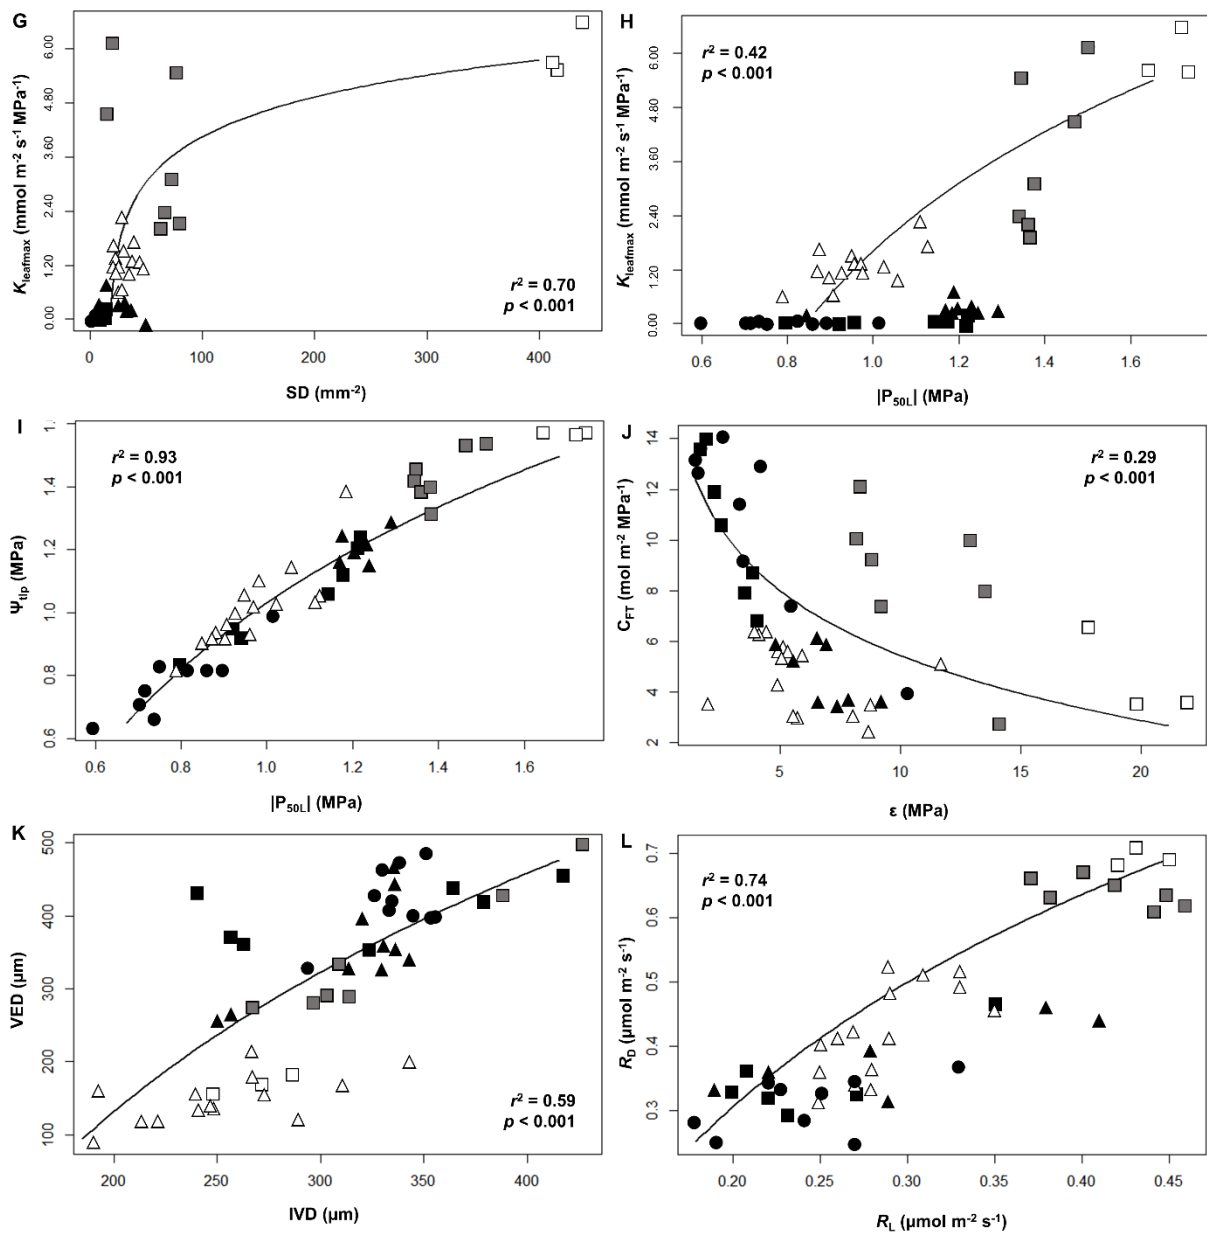 G
r² = 0.70
p < 0.001
K_leafmax (mmol m⁻² s⁻¹ MPa⁻¹)
0.00 1.20 2.40 3.60 4.80 6.00
0 100 200 300 400
SD (mm⁻²)
H
r² = 0.42
p < 0.001
K_leafmax (mmol m⁻² s⁻¹ MPa⁻¹)
0.00 1.20 2.40 3.60 4.80 6.00
0.6 0.8 1.0 1.2 1.4 1.6
|P_50L| (MPa)
I
r² = 0.93
p < 0.001
Ψ_tlp (MPa)
0.6 0.8 1.0 1.2 1.4
0.6 0.8 1.0 1.2 1.4 1.6
|P_50L| (MPa)
J
r² = 0.29
p < 0.001
C_FT (mol m⁻² MPa⁻¹)
2 4 6 8 10 12 14
5 10 15 20
ε (MPa)
K
r² = 0.59
p < 0.001
VED (µm)
100 200 300 400 500
200 250 300 350 400
IVD (µm)
L
r² = 0.74
p < 0.001
R_D (µmol m⁻² s⁻¹)
0.3 0.4 0.5 0.6 0.7
0.20 0.25 0.30 0.35 0.40 0.45
R_L (µmol m⁻² s⁻¹)